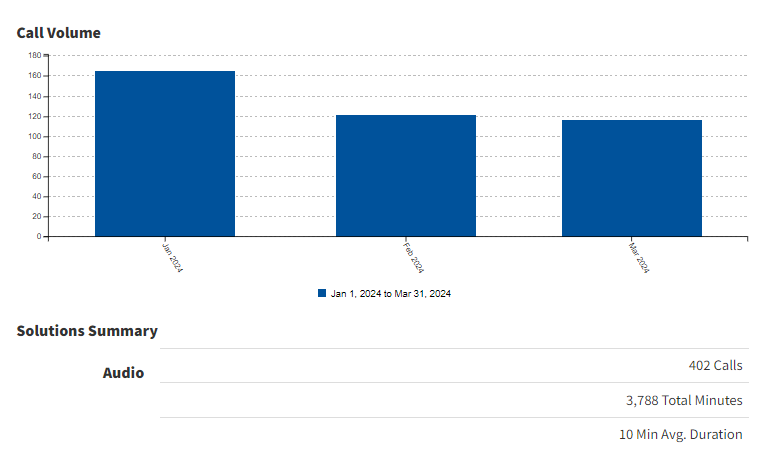 Call Volume
180
160
140
120
100
80
60
40
20
0
Jan 2024
Feb 2024
Mar 2024
Jan 1, 2024 to Mar 31, 2024
Solutions Summary
Audio
402 Calls
3,788 Total Minutes
10 Min Avg. Duration